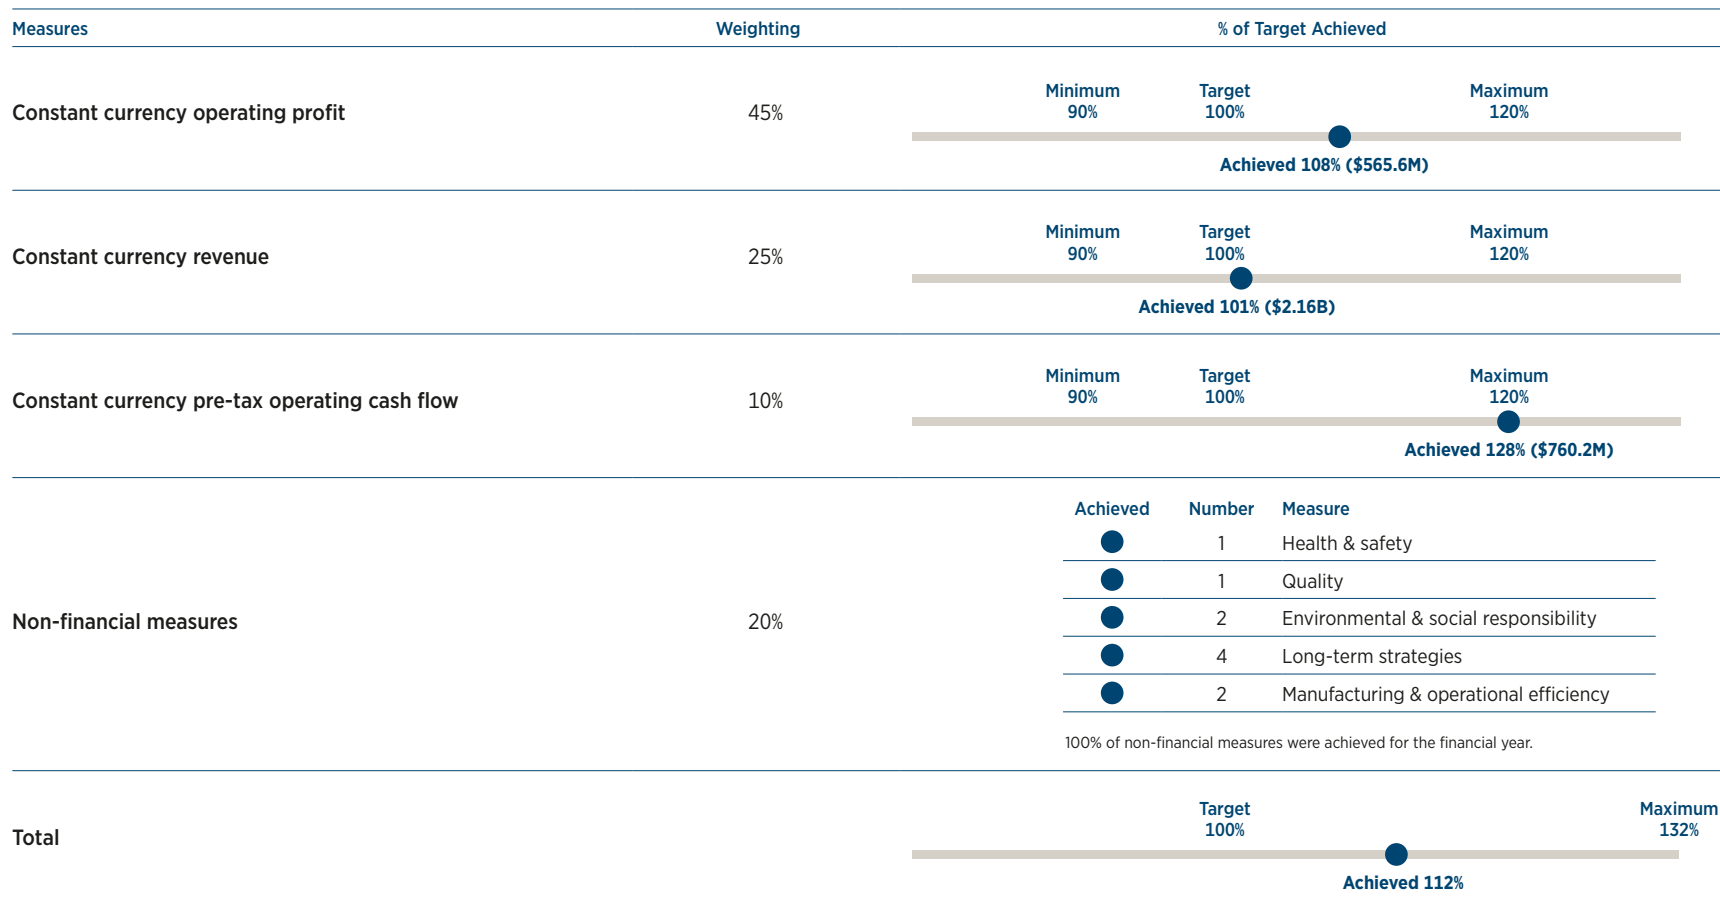 Measures Weighting % of Target Achieved
Minimum Target Maximum
Constant currency operating profit 45% 90% 100% 120%
Achieved 108% ($565.6M)
Minimum Target Maximum
Constant currency revenue 25% 90% 100% 120%
Achieved 101% ($2.16B)
Minimum Target Maximum
Constant currency pre-tax operating cash flow 10% 90% 100% 120%
Achieved 128% ($760.2M)
Achieved Number Measure
1 Health & safety
1 Quality
2 Environmental & social responsibility
Non-financial measures 20%
4 Long-term strategies
2 Manufacturing & operational efficiency
100% of non-financial measures were achieved for the financial year.
Target Maximum
Total 100% 132%
Achieved 112%